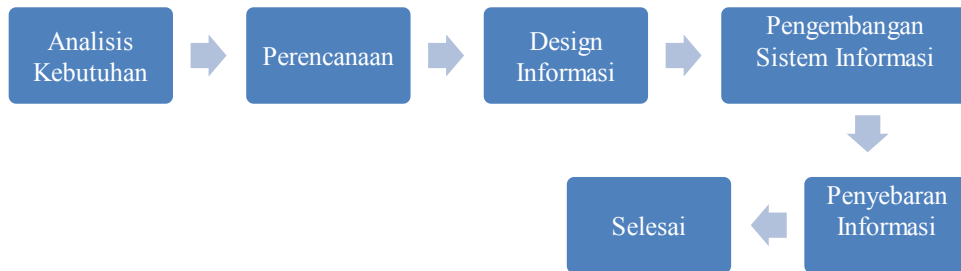 Analisis
Kebutuhan
Perencanaan
Design
Informasi
Pengembangan
Sistem Informasi
Penyebaran
Informasi
Selesai